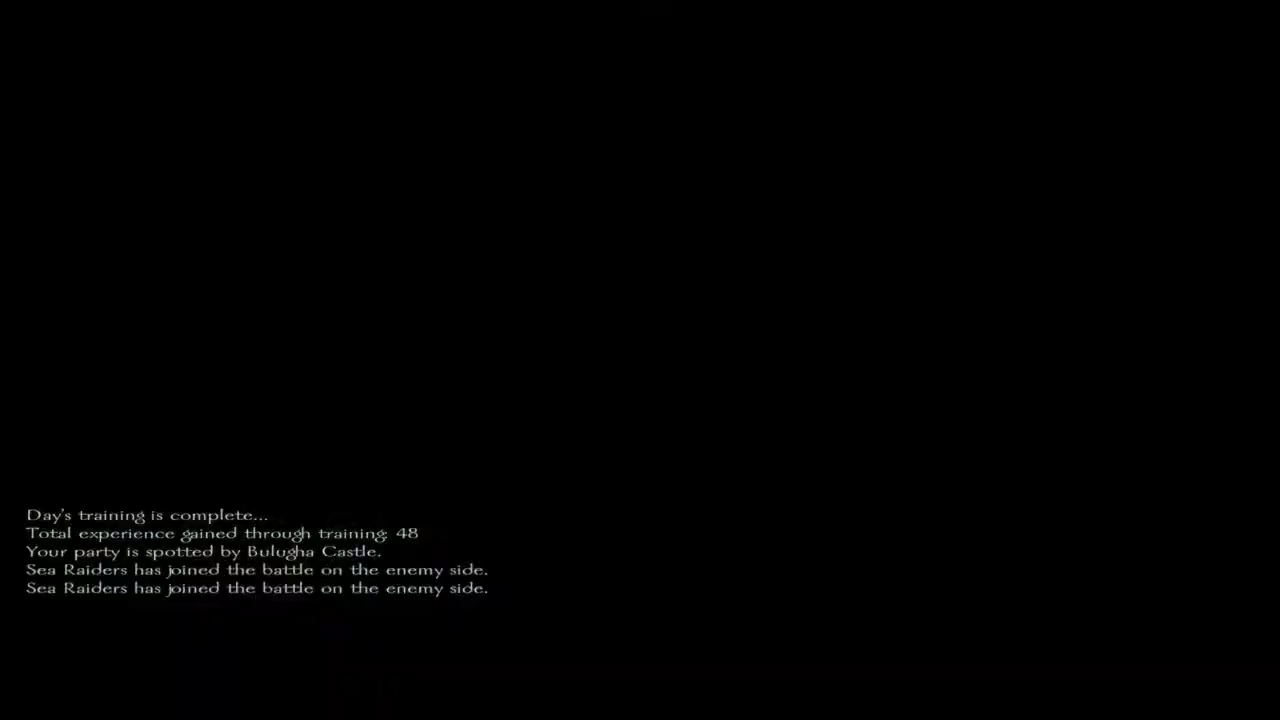 Day's training is complete...
Total experience gained through training: 48
Your party is spotted by Bulugha Castle.
Sea Raiders has joined the battle on the enemy side.
Sea Raiders has joined the battle on the enemy side.